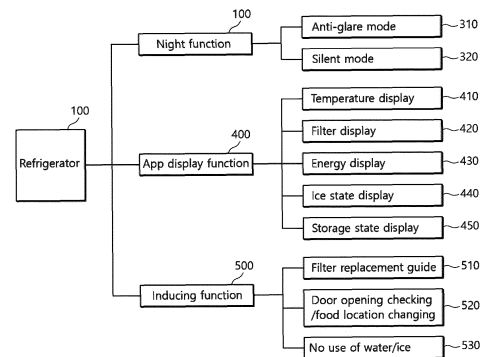 100
Night function
Anti-glare mode
310
Silent mode
320
100
Refrigerator
400
App display function
Temperature display
410
Filter display
420
Energy display
430
Ice state display
440
Storage state display
450
500
Inducing function
Filter replacement guide
510
Door opening checking
/food location changing
520
No use of water/ice
530